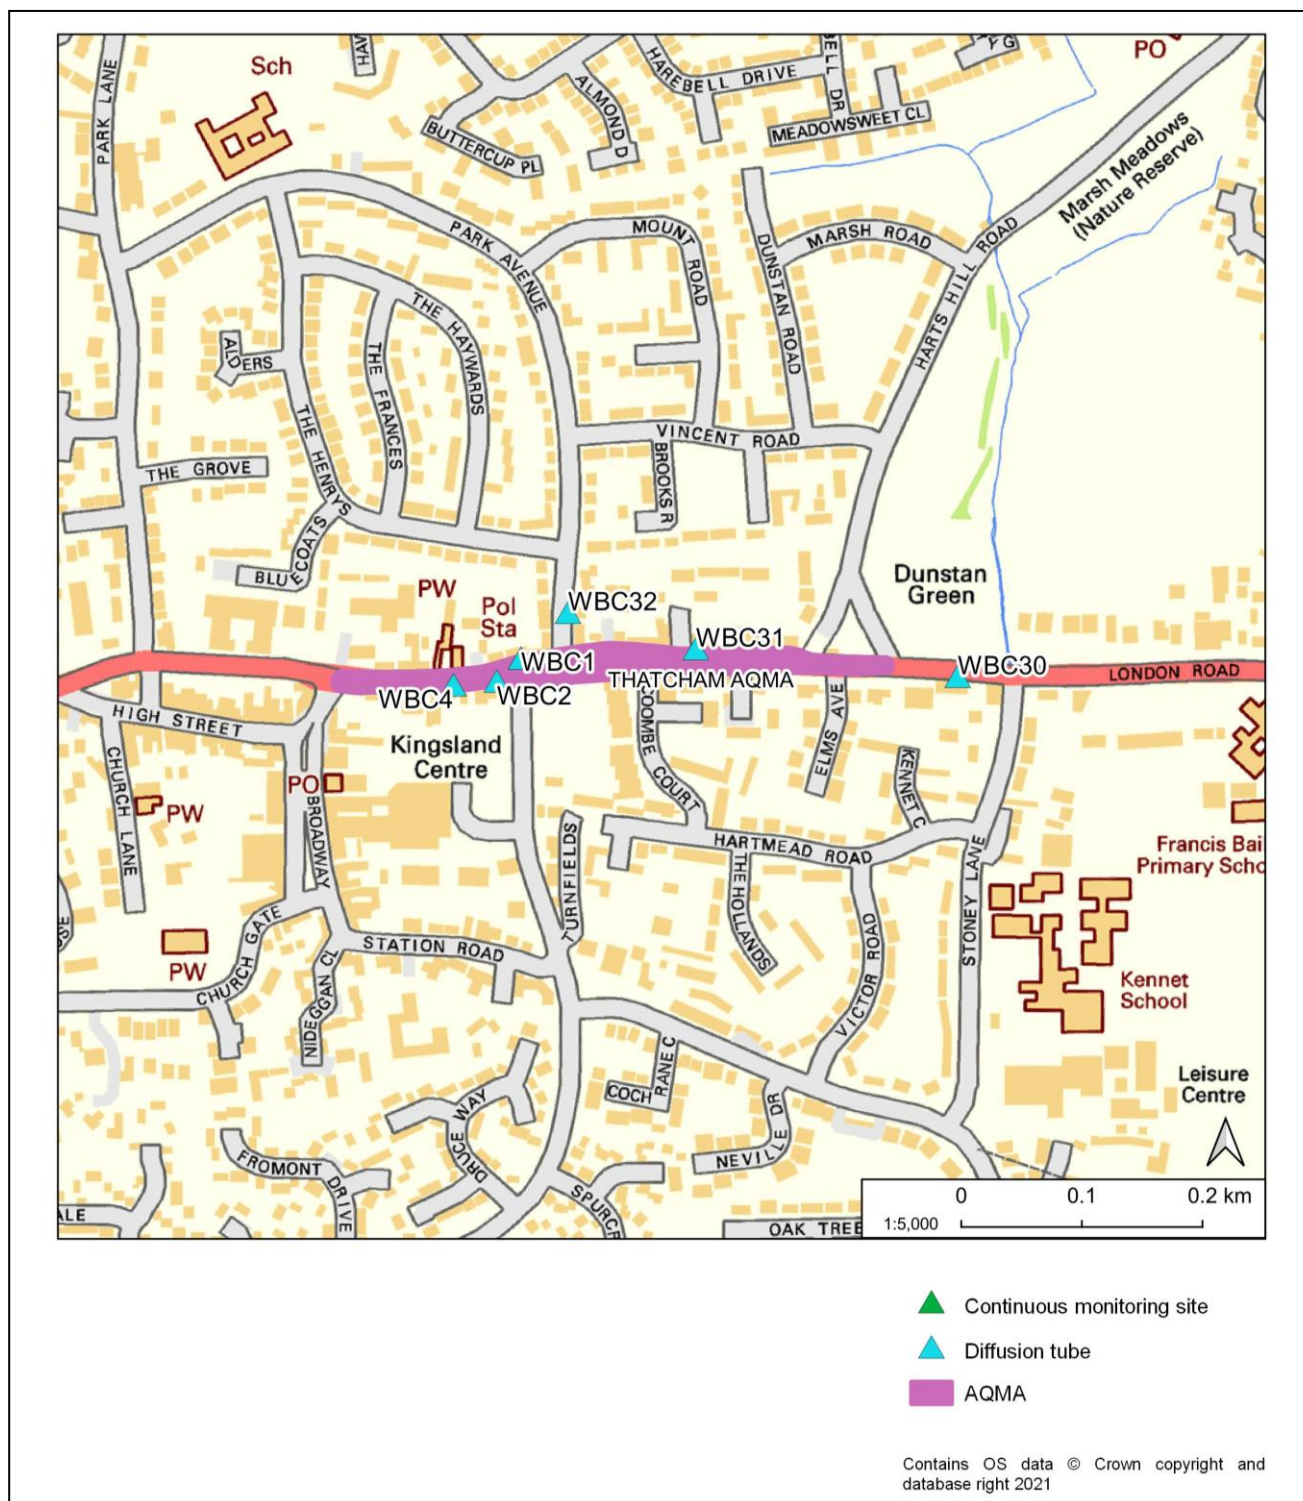 PARK LANE
Sch
HAREBELL DRIVE
ALMOND D
BUTTERCUP PL
BELL DR
MEADOWSWEET CL
Y G
PO
Marsh Meadows
(Nature Reserve)
PARK AVENUE
MOUNT ROAD
DUNSTAN ROAD
MARSH ROAD
HARTS HILL ROAD
THE HAYWARDS
THE FRANCES
ALDERS
THE HENRYS
VINCENT ROAD
BROOKS R
THE GROVE
BLUECOATS
PW
Pol
Sta
WBC32
Dunstan
Green
WBC1
WBC31
WBC30
WBC4
WBC2
THATCHAM AQMA
LONDON ROAD
HIGH STREET
Kingsland
Centre
COOMBE COURT
ELMS AVE
KENNET C
CHURCH LANE
PW
PO
BROADWAY
TURNFIELDS
HARTMEAD ROAD
THE HOLLANDS
VICTOR ROAD
STONEY LANE
Francis Bai
Primary Scho
PW
CHURCH GATE
STATION ROAD
NIDEGGAN CL
Kennet
School
COCHRANE C
DRUCE WAY
NEVILLE DR
Leisure
Centre
FROMONT DRIVE
SPURCR
ALE
OAK TREE
0 0.1 0.2 km
1:5,000
Continuous monitoring site
Diffusion tube
AQMA
Contains OS data © Crown copyright and
database right 2021